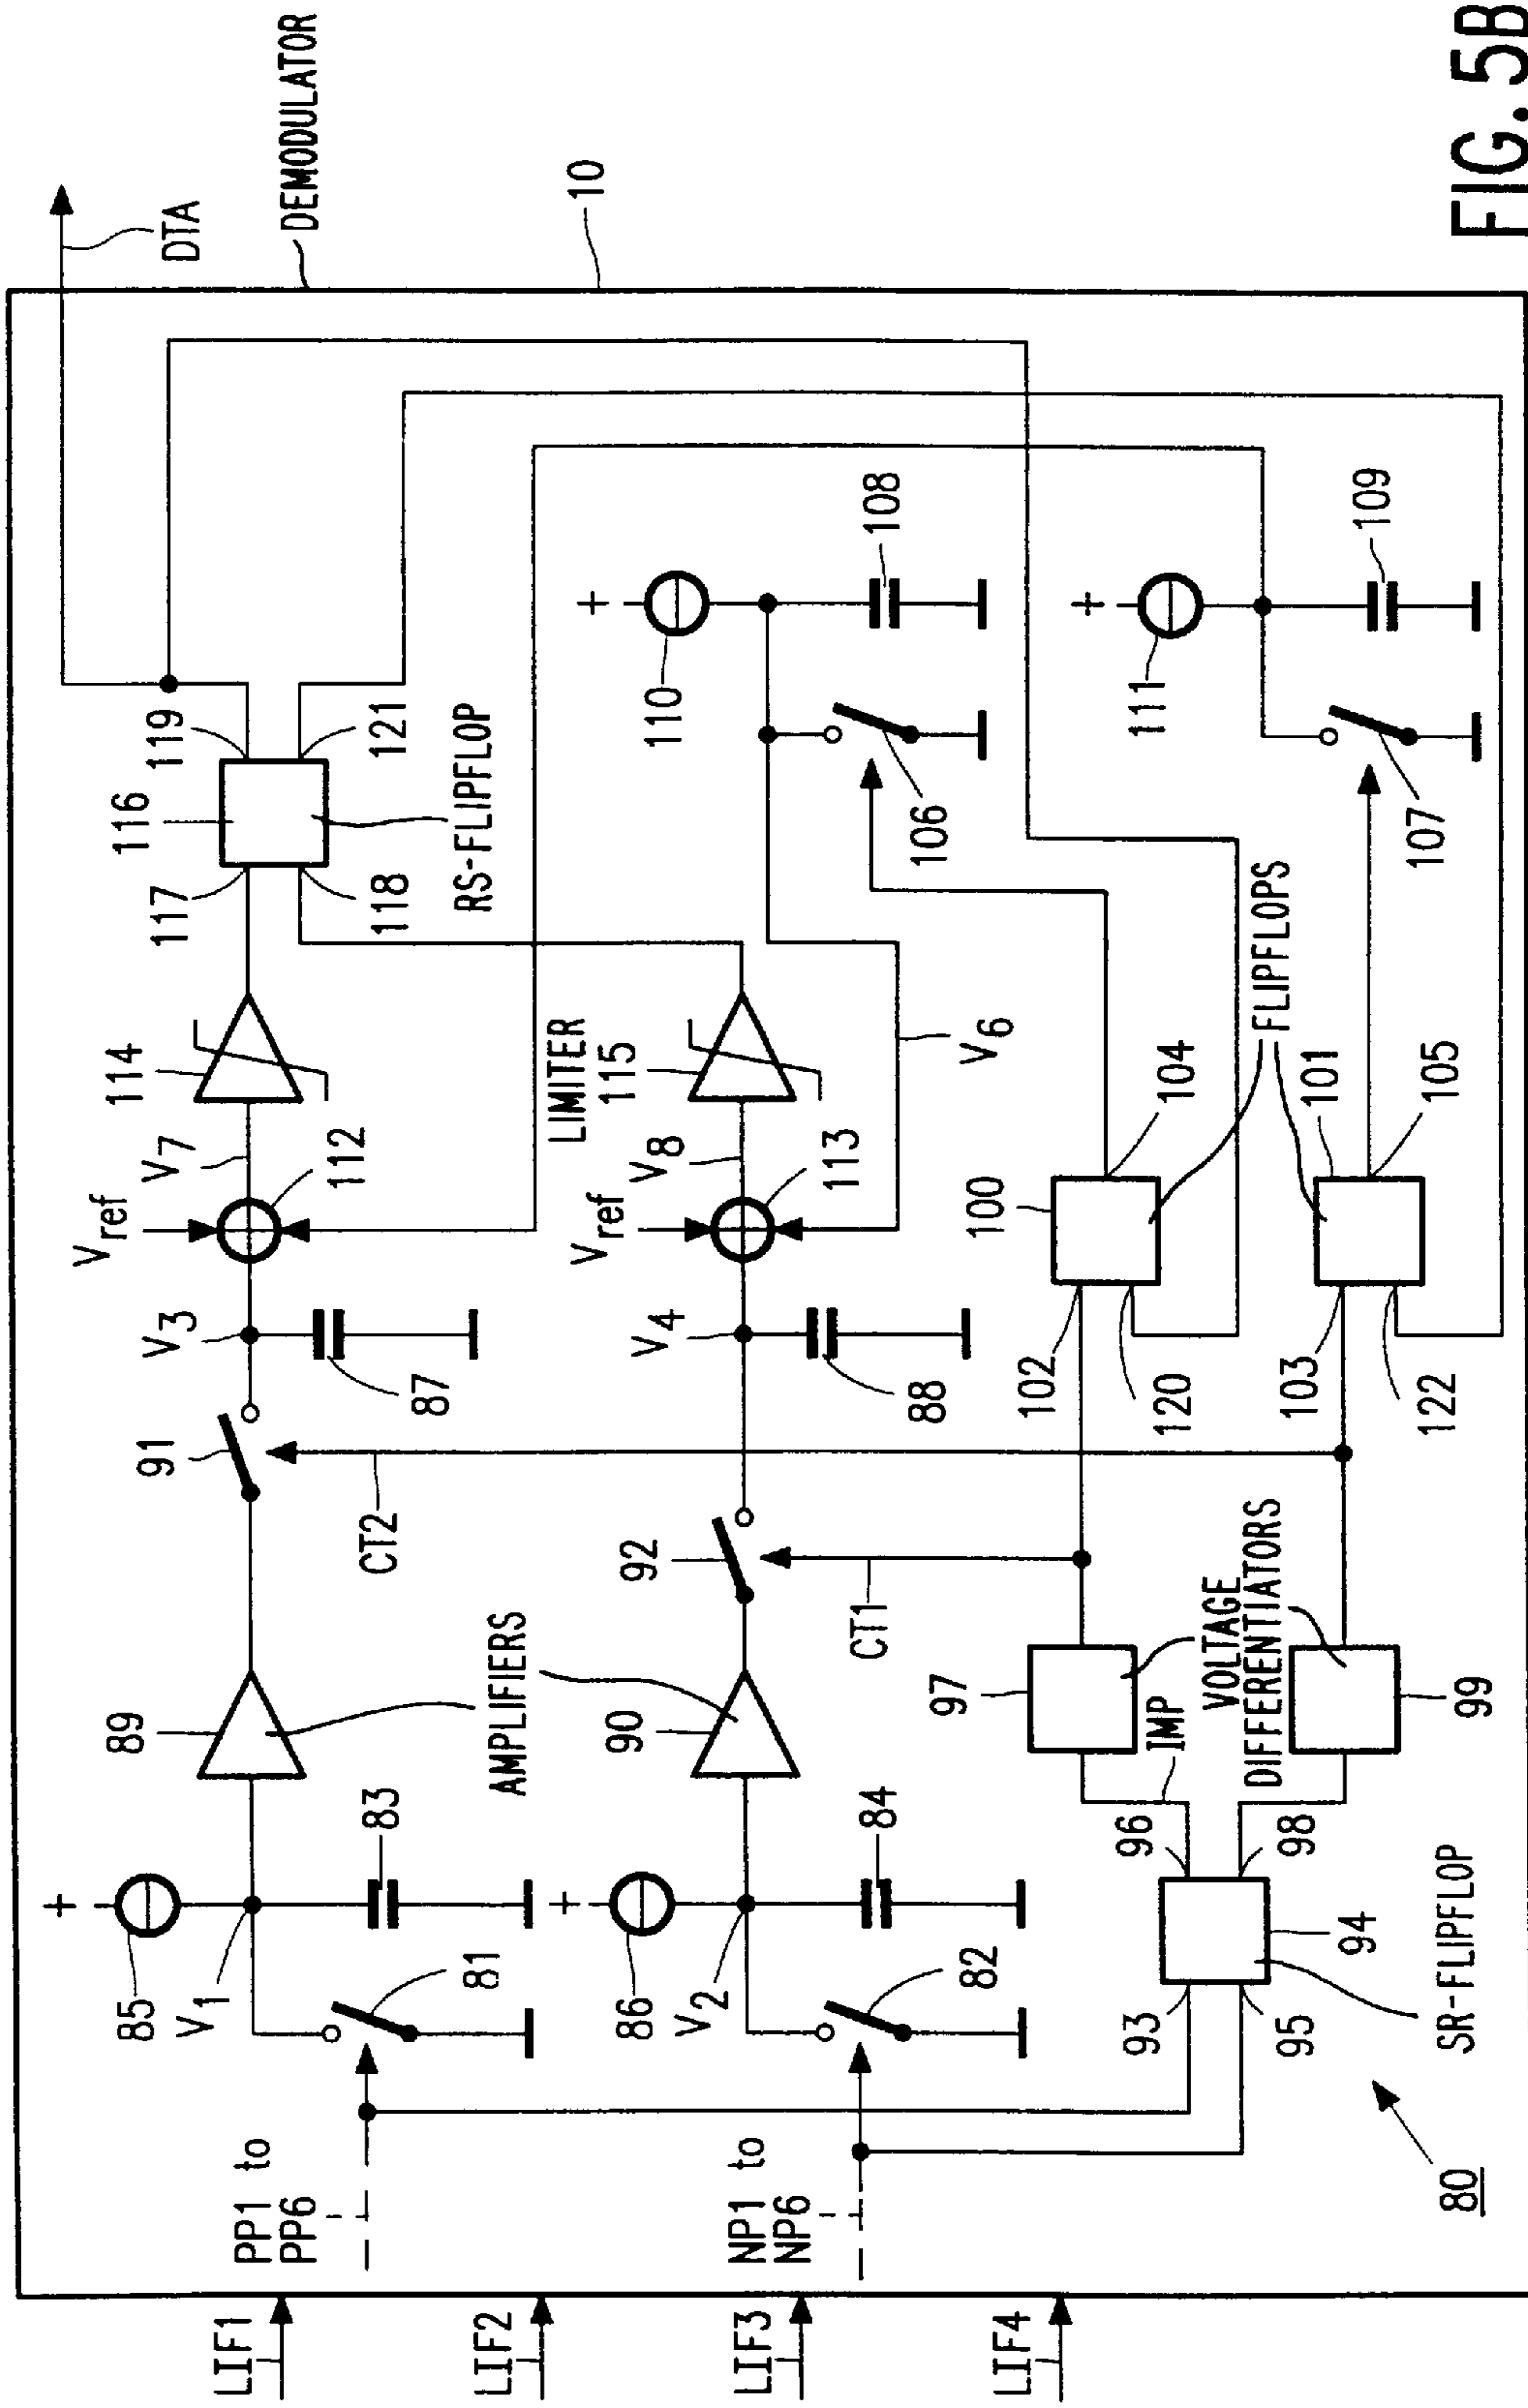 FIG. 5B
DEMODULATOR
10
DTA
LIF1
LIF2
LIF3
LIF4
PP1 to
PP6
NP1 to
NP6
+
85
V1
81
83
89
AMPLIFIERS
CT2
91
V3
87
Vref
V7
112
114
116
117
118
119
121
RS-FLIPFLOP
+
86
V2
82
84
90
CT1
92
V4
88
Vref
V8
113
LIMITER
115
V6
+
110
106
108
+
111
107
109
93
95
94
SR-FLIPFLOP
96
98
IMP
97
VOLTAGE
DIFFERENTIATORS
99
102
120
100
104
103
122
101
105
FLIPFLOPS
80